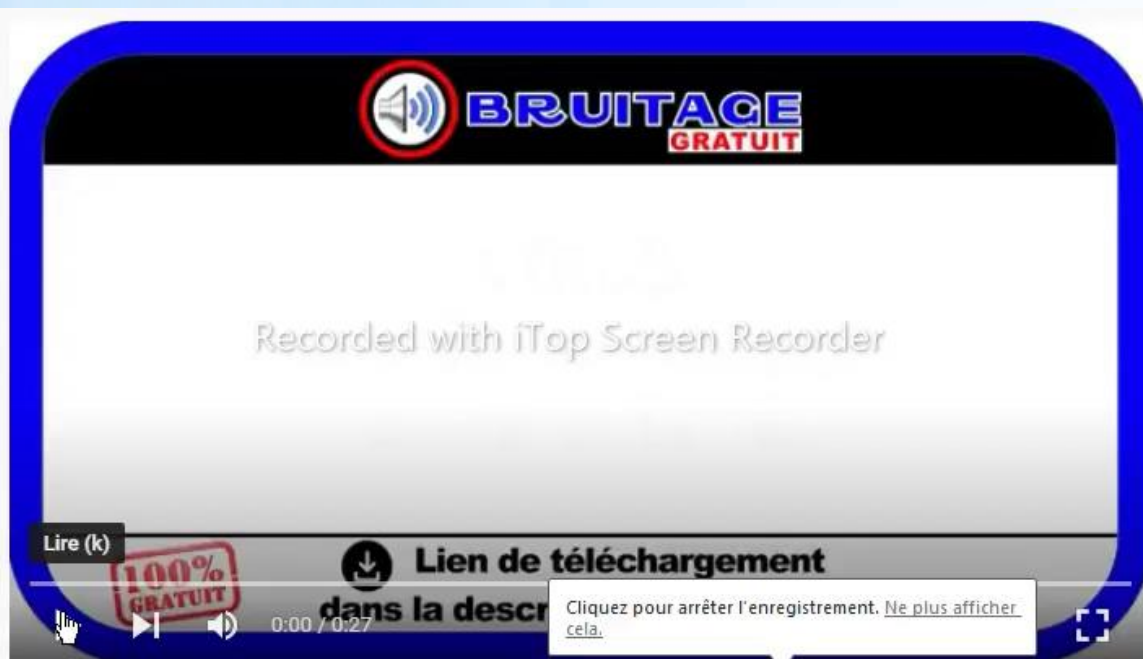 BRUITAGE
GRATUIT
Recorded with iTop Screen Recorder
Lire (k)
100%
GRATUIT
Lien de téléchargement
dans la descr
0:00 / 0:27
Cliquez pour arrêter l'enregistrement. Ne plus afficher
cela.